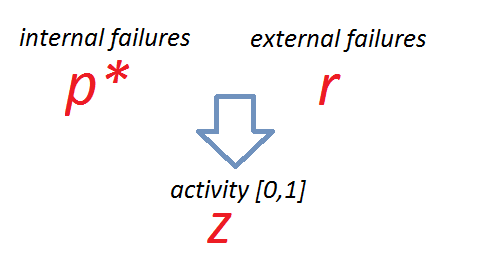 internal failures external failures
p* r
activity [0,1]
z